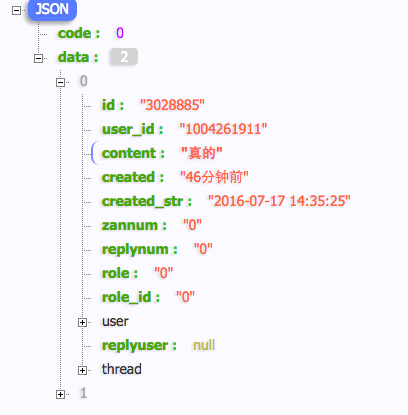 JSON
code : 0
data : 2
0
id : "3028885"
user_id : "1004261911"
content : "真的"
created : "46分钟前"
created_str : "2016-07-17 14:35:25"
zannum : "0"
replynum : "0"
role : "0"
role_id : "0"
user
replyuser : null
thread
1